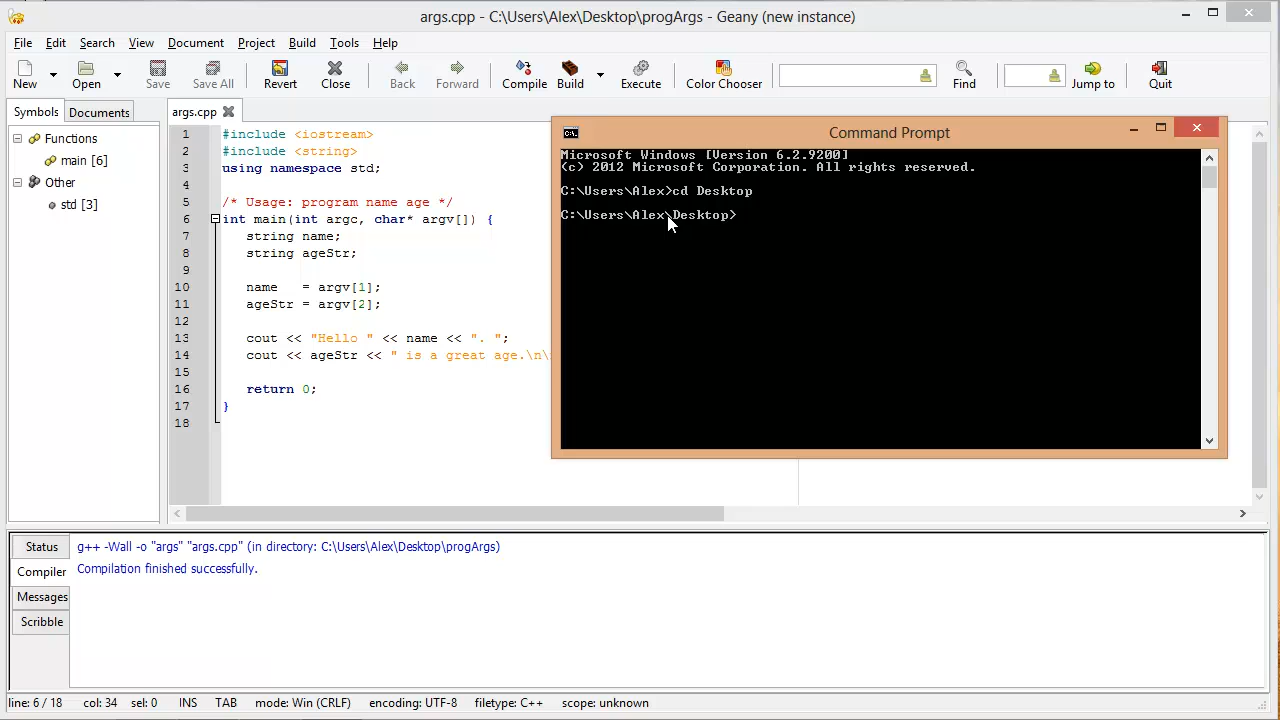 args.cpp - C:\Users\Alex\Desktop\progArgs - Geany (new instance)
File Edit Search View Document Project Build Tools Help
New Open Save Save All Revert Close Back Forward Compile Build Execute Color Chooser Find Jump to Quit
Symbols Documents
args.cpp
Functions
main [6]
Other
std [3]
1 #include <iostream>
2 #include <string>
3 using namespace std;
4
5 /* Usage: program name age */
6 int main(int argc, char* argv[]) {
7 string name;
8 string ageStr;
9
10 name = argv[1];
11 ageStr = argv[2];
12
13 cout << "Hello " << name << ". ";
14 cout << ageStr << " is a great age.\n\
15
16 return 0;
17 }
18
Command Prompt
Microsoft Windows [Version 6.2.9200]
(c) 2012 Microsoft Corporation. All rights reserved.
C:\Users\Alex>cd Desktop
C:\Users\Alex\Desktop>
Status
Compiler
Messages
Scribble
g++ -Wall -o "args" "args.cpp" (in directory: C:\Users\Alex\Desktop\progArgs)
Compilation finished successfully.
line: 6 / 18 col: 34 sel: 0 INS TAB mode: Win (CRLF) encoding: UTF-8 filetype: C++ scope: unknown